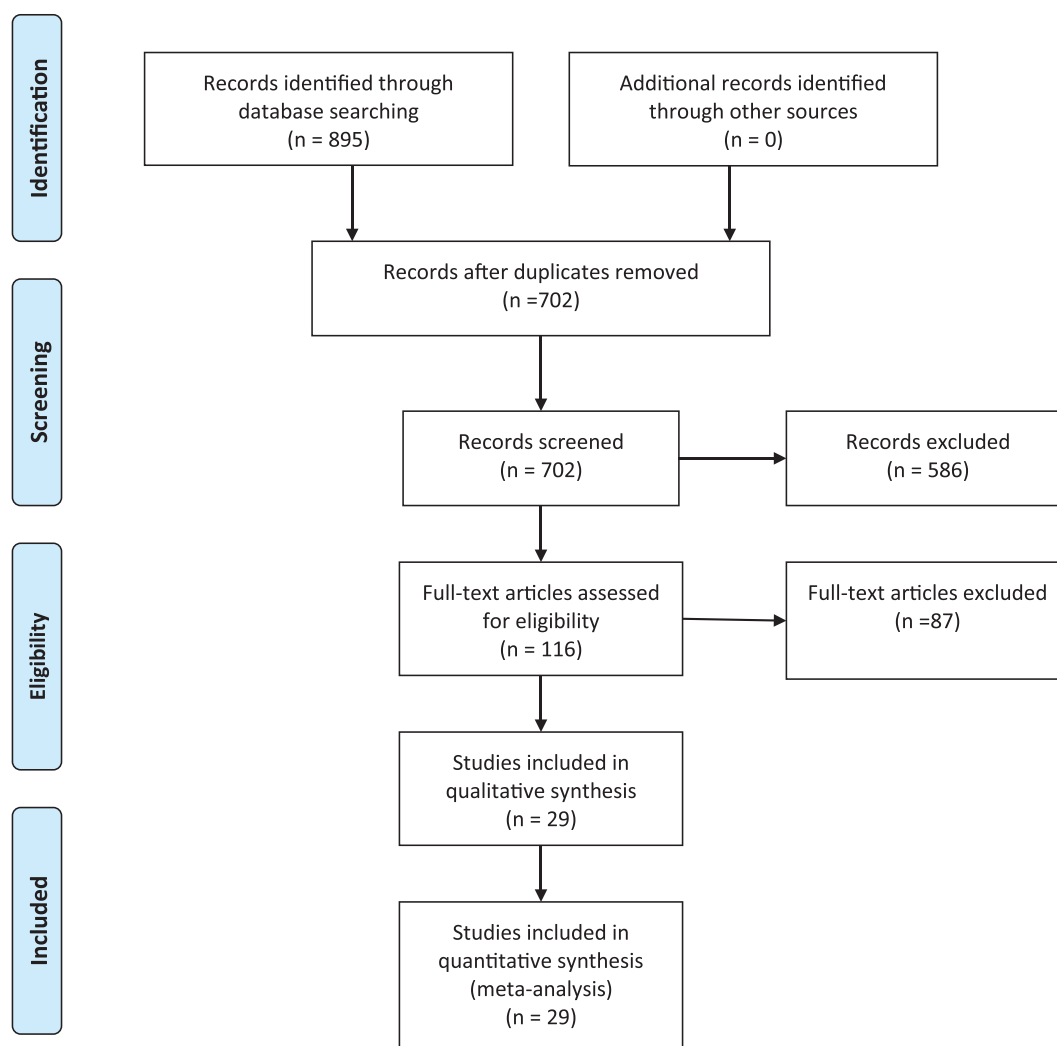 Identification
Records identified through
database searching
(n = 895)
Additional records identified
through other sources
(n = 0)
Records after duplicates removed
(n =702)
Screening
Records screened
(n = 702)
Records excluded
(n = 586)
Eligibility
Full-text articles assessed
for eligibility
(n = 116)
Full-text articles excluded
(n =87)
Studies included in
qualitative synthesis
(n = 29)
Included
Studies included in
quantitative synthesis
(meta-analysis)
(n = 29)